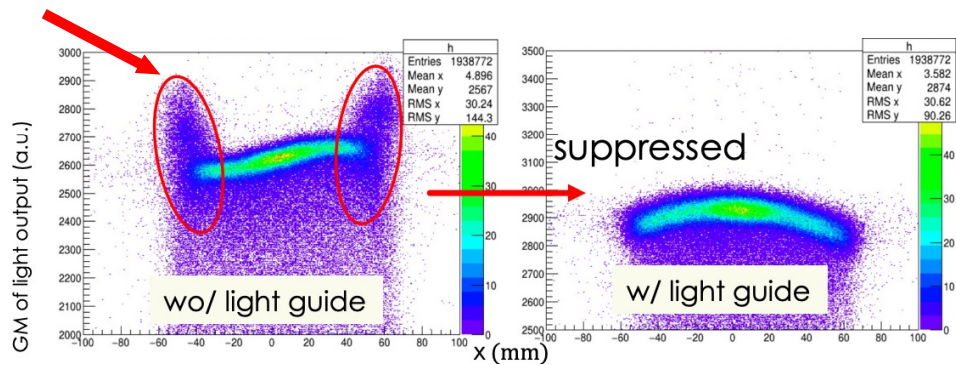 GM of light output (a.u.)
3000
2900
2800
2700
2600
2500
2400
2300
2200
2100
2000
-100 -80 -60 -40 -20 0 20 40 60 80 100
h
Entries 1938772
Mean x 4.896
Mean y 2567
RMS x 30.24
RMS y 144.3
40
30
20
10
0
wo/ light guide
suppressed
x (mm)
3500
3400
3300
3200
3100
3000
2900
2800
2700
2600
2500
-100 -80 -60 -40 -20 0 20 40 60 80 100
h
Entries 1938772
Mean x 3.582
Mean y 2874
RMS x 30.62
RMS y 90.26
40
30
20
10
0
w/ light guide